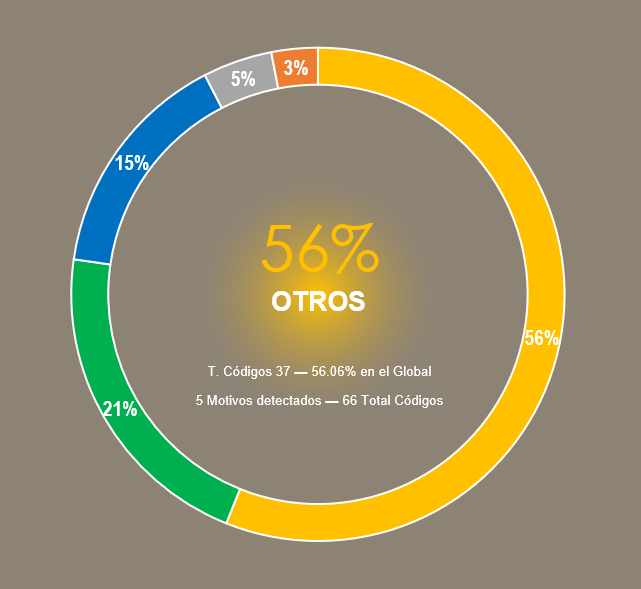 3%
5%
15%
56%
OTROS
56%
T. Códigos 37 — 56.06% en el Global
5 Motivos detectados — 66 Total Códigos
21%